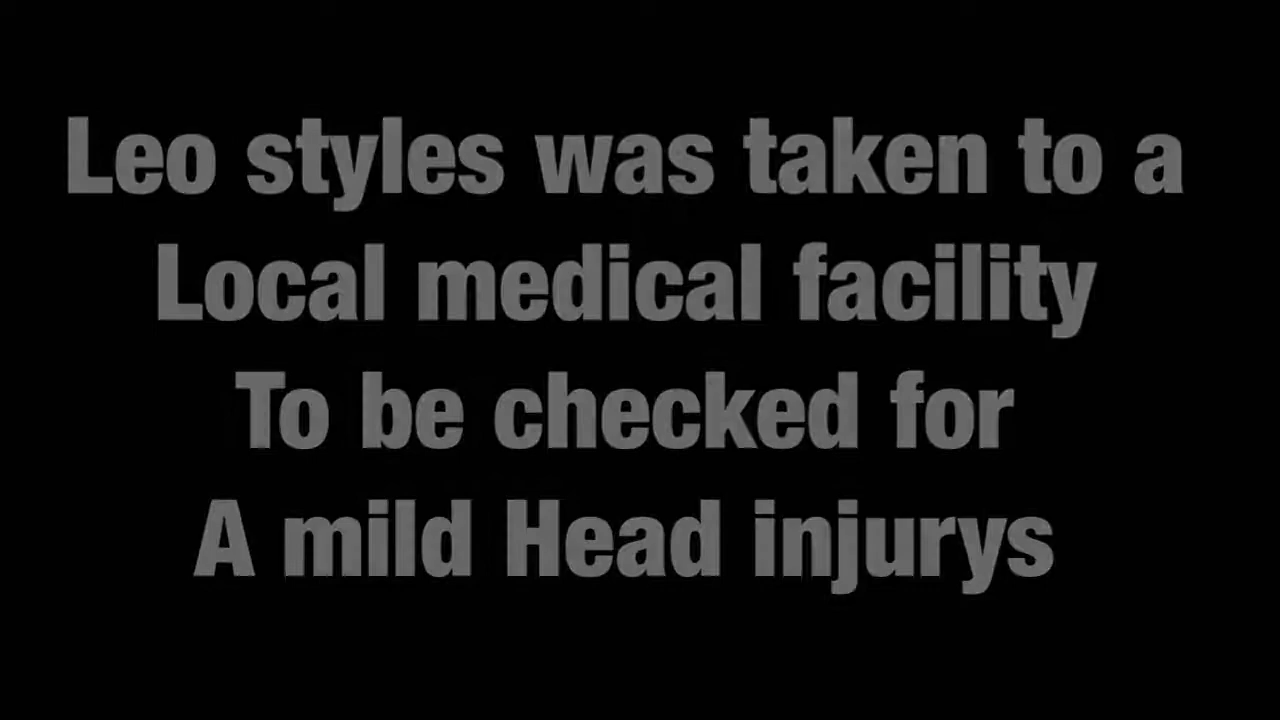 Leo styles was taken to a
Local medical facility
To be checked for
A mild Head injurys